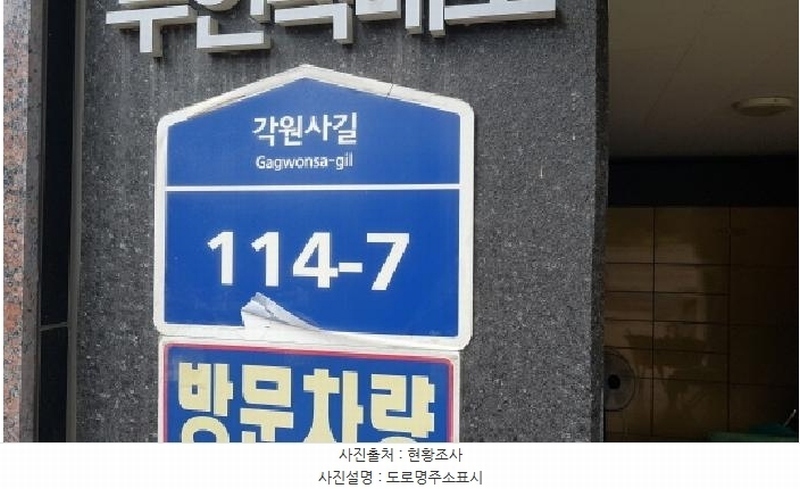 각원사길
Gagwonsa-gil
114-7
방문차량
사진출처 : 현황조사
사진설명 : 도로명주소표시